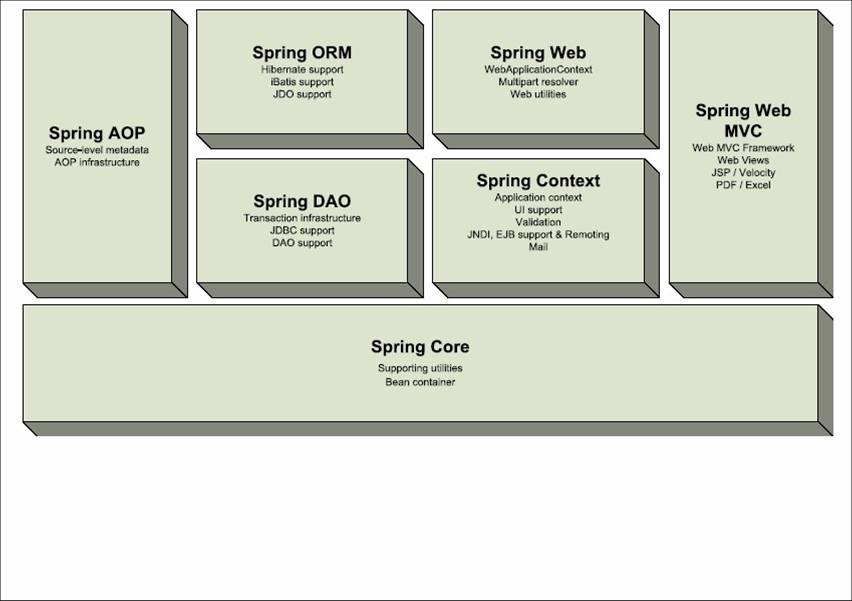 Spring AOP
Source-level metadata
AOP infrastructure
Spring ORM
Hibernate support
iBatis support
JDO support
Spring Web
WebApplicationContext
Multipart resolver
Web utilities
Spring Web
MVC
Web MVC Framework
Web Views
JSP / Velocity
PDF / Excel
Spring DAO
Transaction infrastructure
JDBC support
DAO support
Spring Context
Application context
UI support
Validation
JNDI, EJB support & Remoting
Mail
Spring Core
Supporting utilities
Bean container